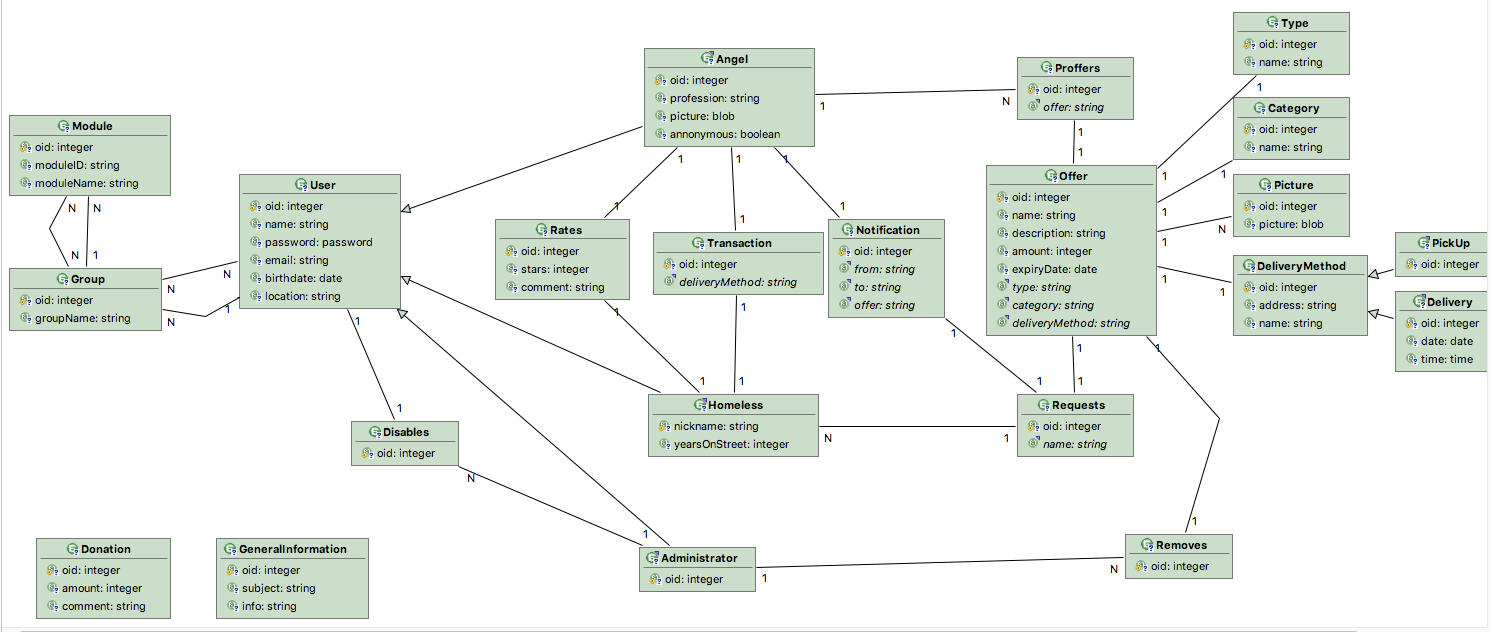 Type
oid: integer
name: string
Angel
oid: integer
profession: string
picture: blob
annonymous: boolean
Proffers
oid: integer
offer: string
1
N
1
Category
oid: integer
name: string
Module
oid: integer
moduleID: string
moduleName: string
1
1
1
1
1
1
User
oid: integer
name: string
password: password
email: string
birthdate: date
location: string
Offer
oid: integer
name: string
description: string
amount: integer
expiryDate: date
type: string
category: string
deliveryMethod: string
1
1
1
Picture
oid: integer
picture: blob
N
N
1
1
1
1
N
Rates
oid: integer
stars: integer
comment: string
Transaction
oid: integer
deliveryMethod: string
Notification
oid: integer
from: string
to: string
offer: string
PickUp
oid: integer
N
1
Group
oid: integer
groupName: string
N
N
1
N
DeliveryMethod
oid: integer
address: string
name: string
1
1
Delivery
oid: integer
date: date
time: time
1
1
1
1
1
1
1
1
1
1
1
Homeless
nickname: string
yearsOnStreet: integer
Requests
oid: integer
name: string
1
Disables
oid: integer
N
1
N
1
1
Donation
oid: integer
amount: integer
comment: string
GeneralInformation
oid: integer
subject: string
info: string
Administrator
oid: integer
1
N
Removes
oid: integer